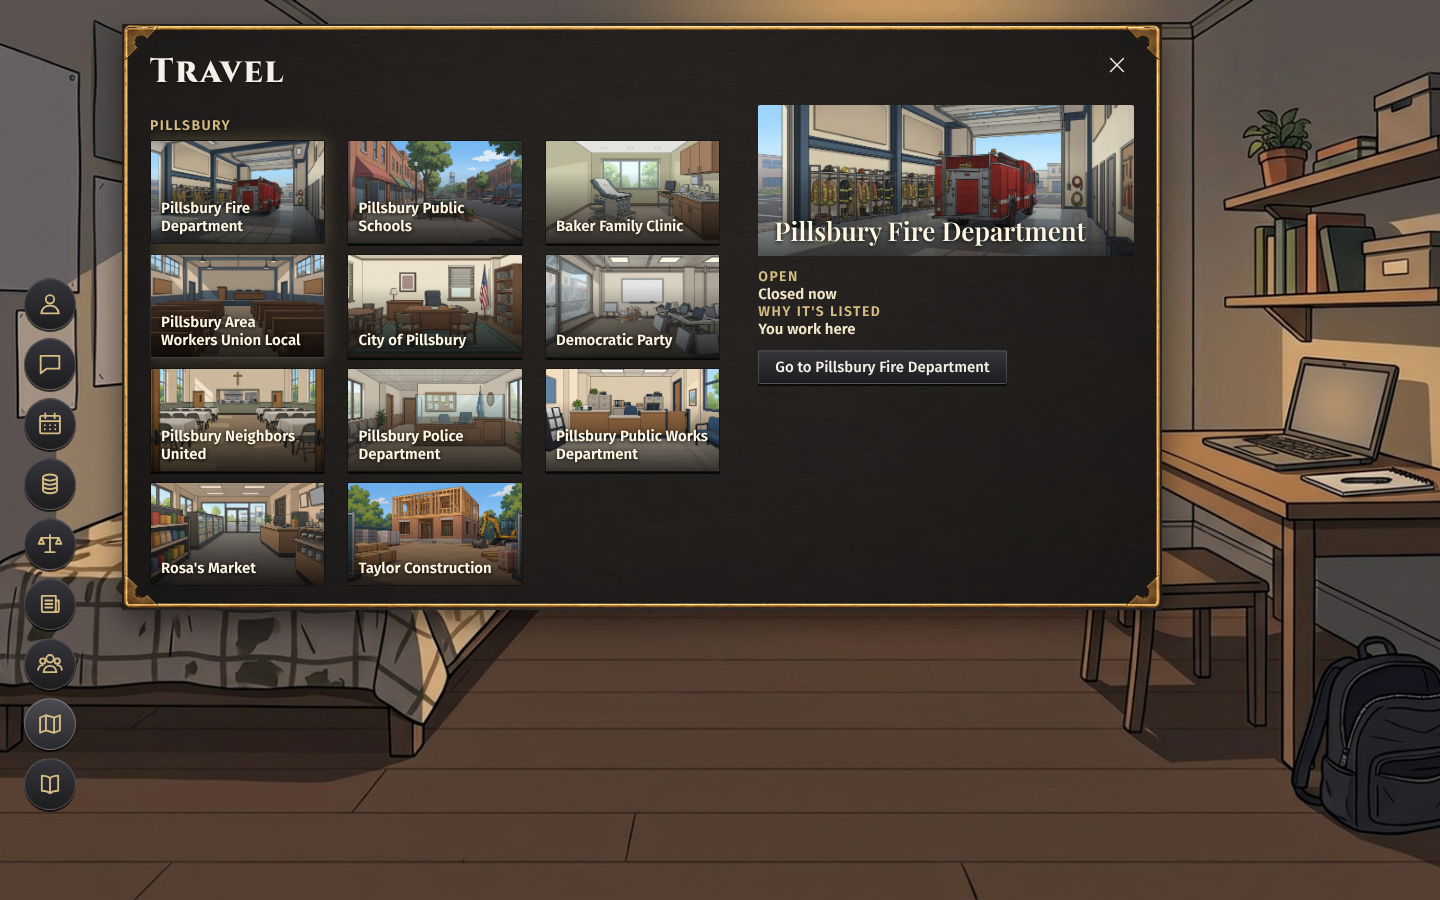 TRAVEL
PILLSBURY
Pillsbury Fire
Department
Pillsbury Public
Schools
Baker Family Clinic
Pillsbury Area
Workers Union Local
City of Pillsbury
Democratic Party
Pillsbury Neighbors
United
Pillsbury Police
Department
Pillsbury Public Works
Department
Rosa's Market
Taylor Construction
Pillsbury Fire Department
OPEN
Closed now
WHY IT'S LISTED
You work here
Go to Pillsbury Fire Department